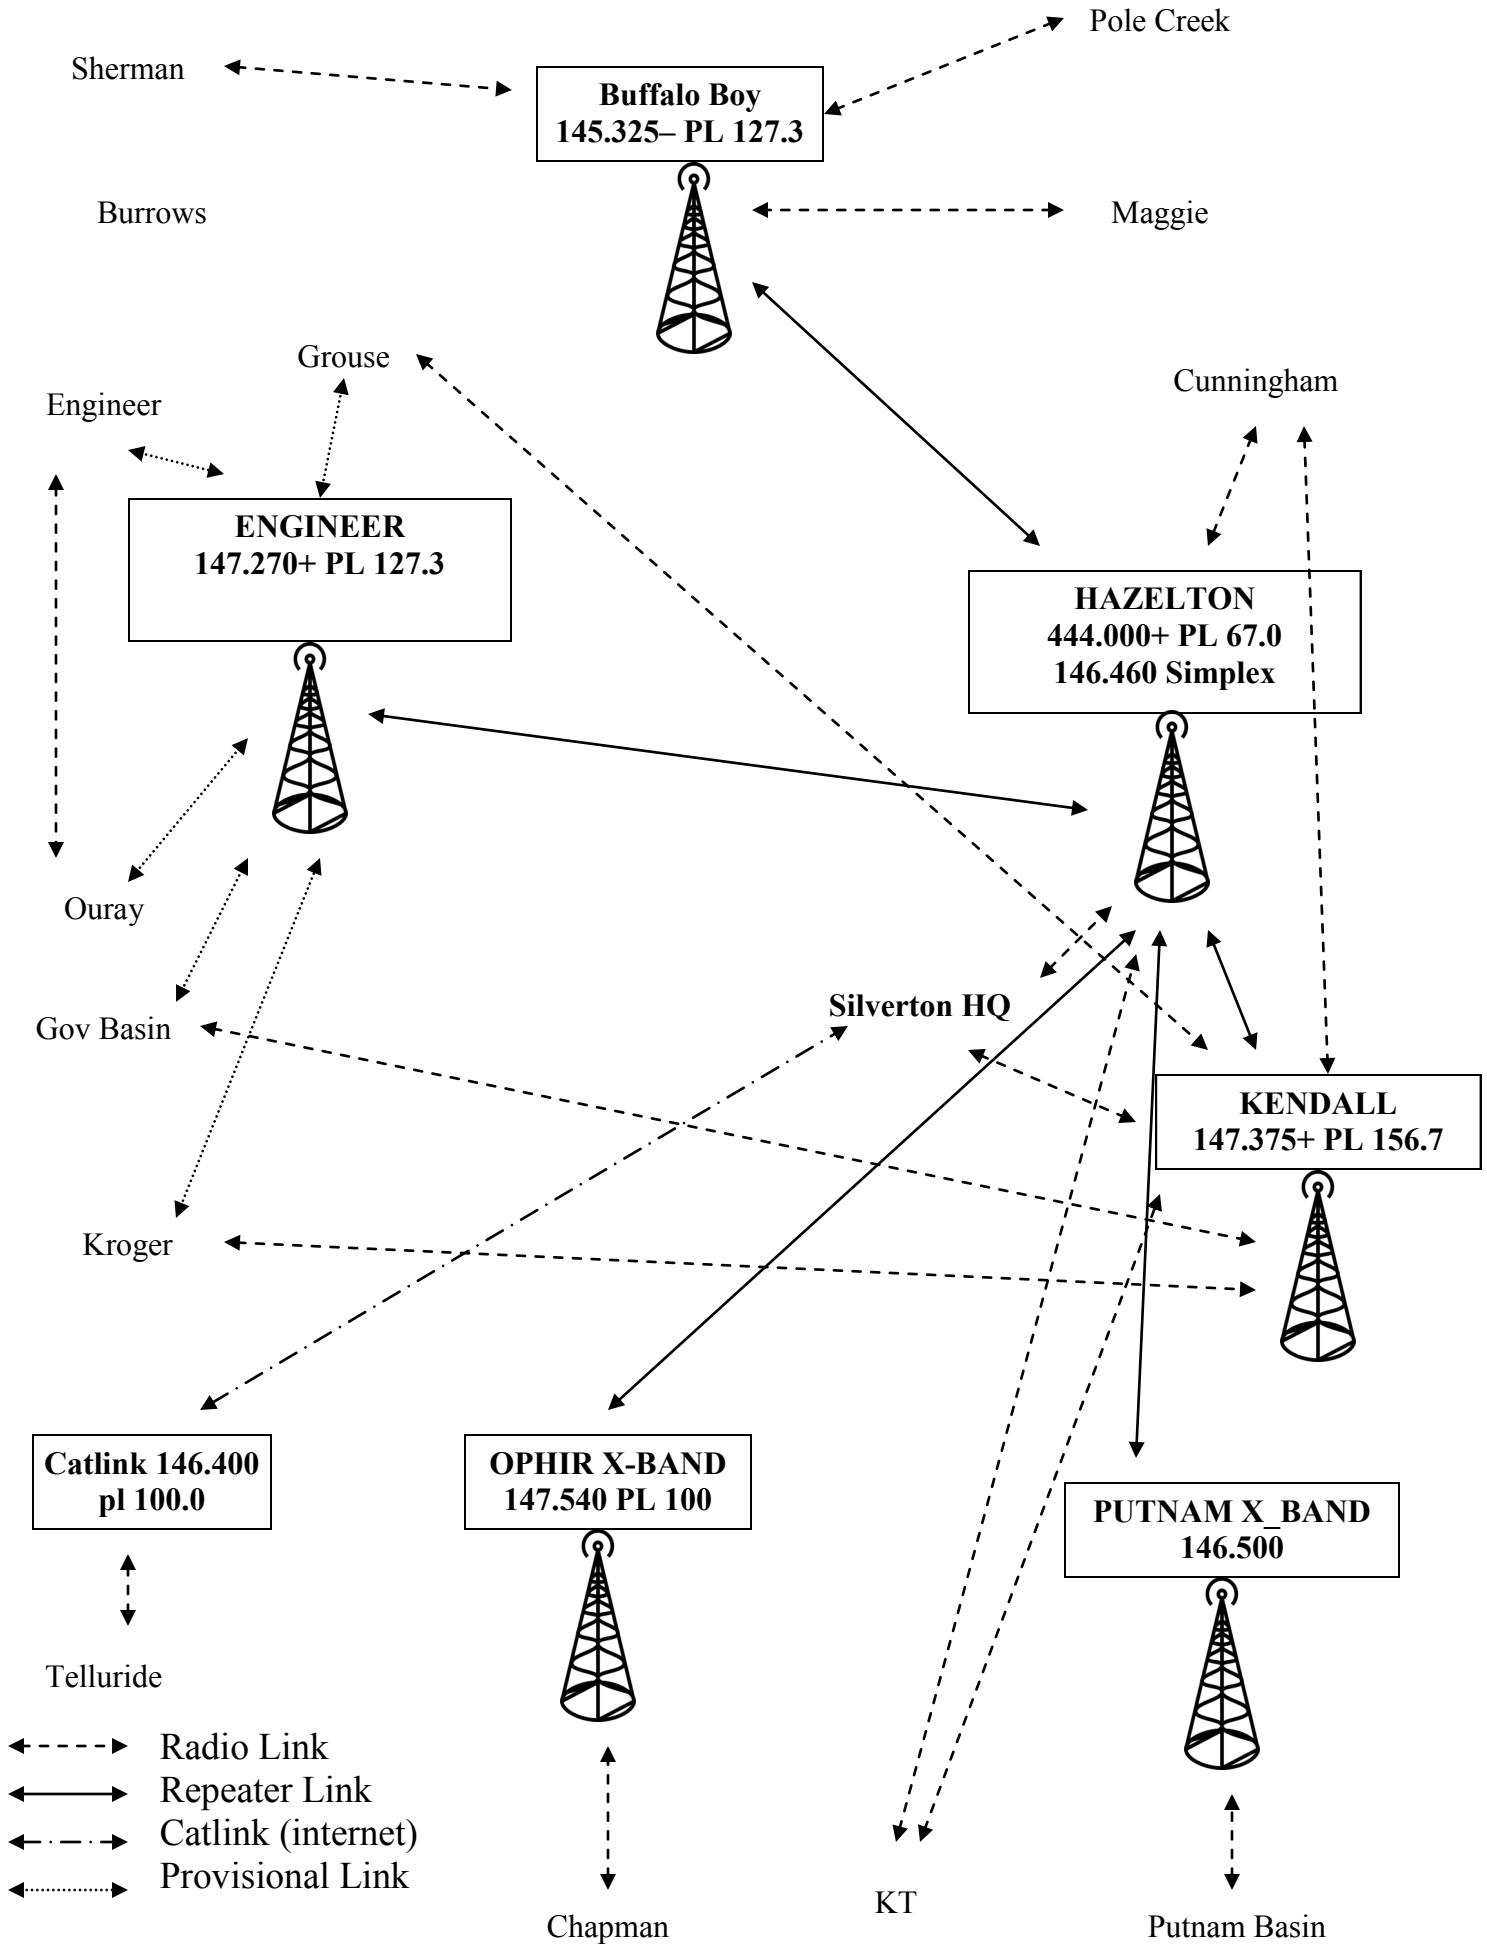 Pole Creek
Sherman
Buffalo Boy
145.325– PL 127.3
Burrows
Maggie
Grouse
Cunningham
Engineer
ENGINEER
147.270+ PL 127.3
HAZELTON
444.000+ PL 67.0
146.460 Simplex
Ouray
Silverton HQ
Gov Basin
KENDALL
147.375+ PL 156.7
Kroger
Catlink 146.400
pl 100.0
OPHIR X-BAND
147.540 PL 100
PUTNAM X_BAND
146.500
Telluride
Radio Link
Repeater Link
Catlink (internet)
Provisional Link
KT
Chapman
Putnam Basin